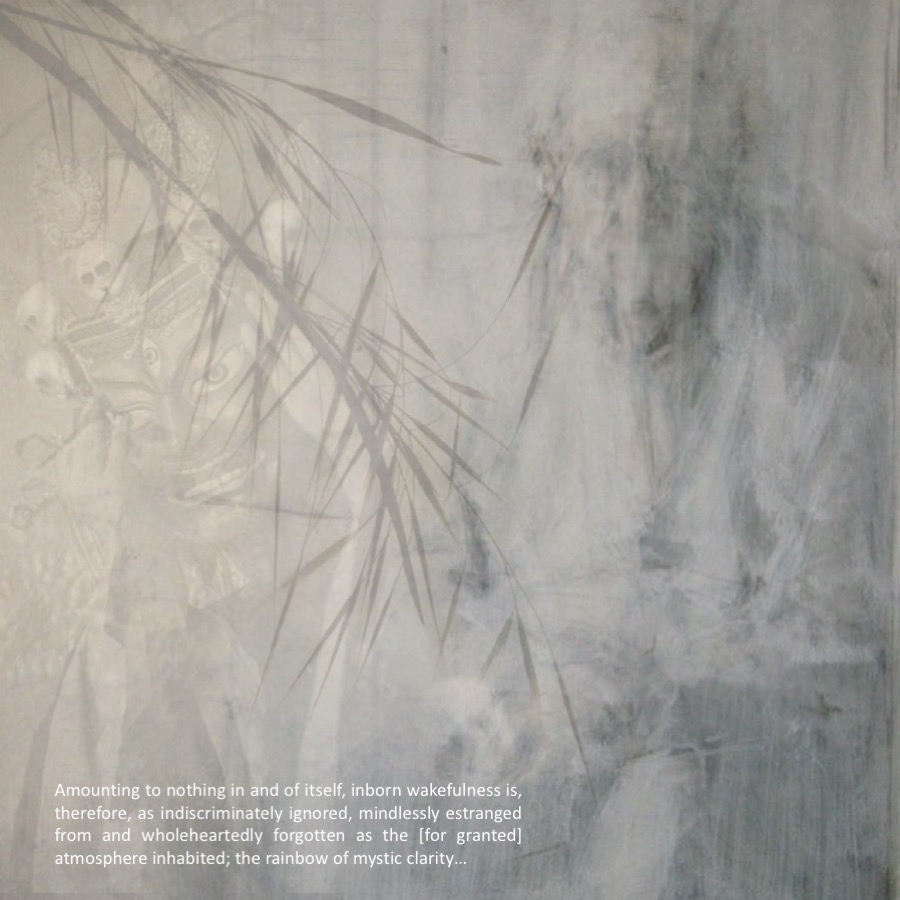 Amounting to nothing in and of itself, inborn wakefulness is,
therefore, as indiscriminately ignored, mindlessly estranged
from and wholeheartedly forgotten as the [for granted]
atmosphere inhabited; the rainbow of mystic clarity...